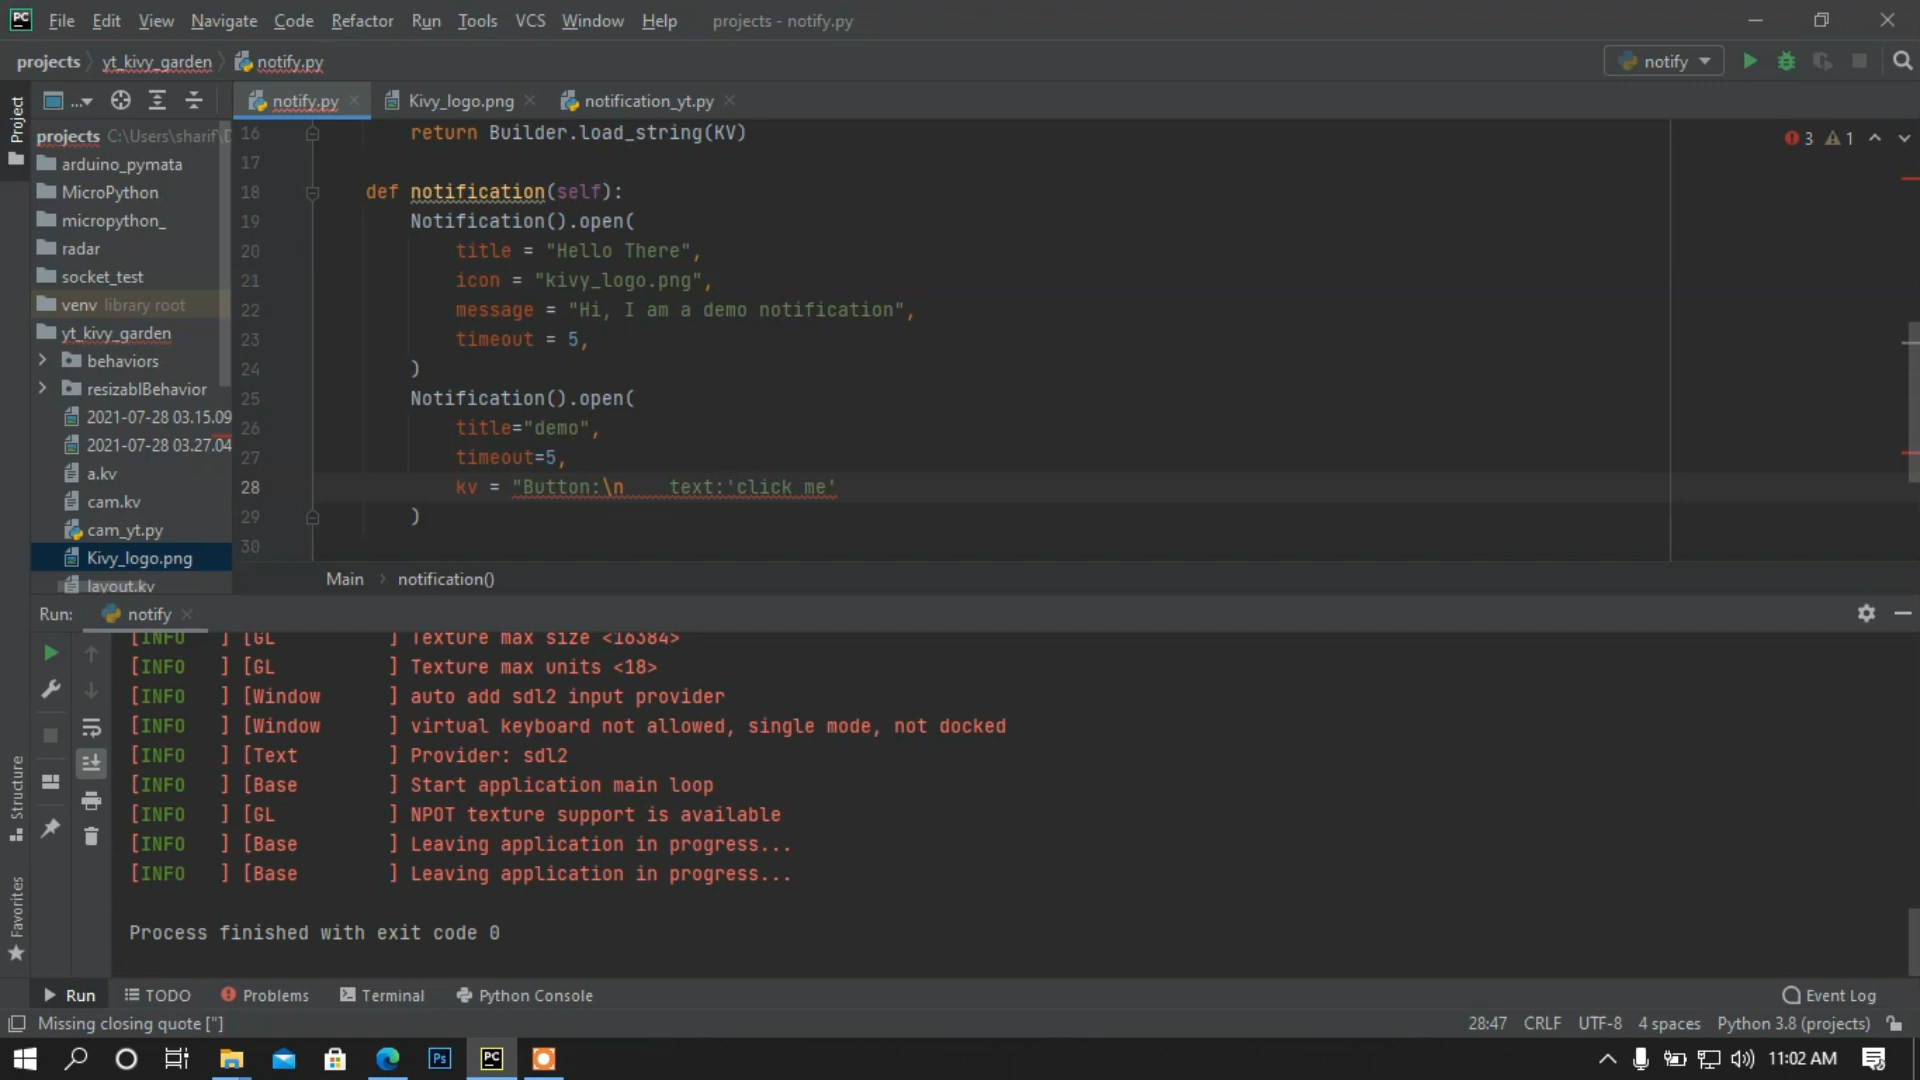 File Edit View Navigate Code Refactor Run Tools VCS Window Help projects - notify.py
projects yt_kivy_garden notify.py notify
... notify.py Kivy_logo.png notification_yt.py
Project
projects C:\Users\sharif\D
arduino_pymata
MicroPython
micropython_
radar
socket_test
venv library root
yt_kivy_garden
behaviors
resizablBehavior
2021-07-28 03.15.09
2021-07-28 03.27.04
a.kv
cam.kv
cam_yt.py
Kivy_logo.png
layout.kv
16 return Builder.load_string(KV)
3 1
17
18 def notification(self):
19 Notification().open(
20 title = "Hello There",
21 icon = "kivy_logo.png",
22 message = "Hi, I am a demo notification",
23 timeout = 5,
24 )
25 Notification().open(
26 title="demo",
27 timeout=5,
28 kv = "Button:\n    text:'click me'
29 )
30
Main notification()
Run: notify
[INFO ] [GL ] Texture max size <16384>
[INFO ] [GL ] Texture max units <18>
[INFO ] [Window ] auto add sdl2 input provider
[INFO ] [Window ] virtual keyboard not allowed, single mode, not docked
[INFO ] [Text ] Provider: sdl2
[INFO ] [Base ] Start application main loop
[INFO ] [GL ] NPOT texture support is available
[INFO ] [Base ] Leaving application in progress...
[INFO ] [Base ] Leaving application in progress...
Process finished with exit code 0
Structure
Favorites
Run TODO Problems Terminal Python Console Event Log
Missing closing quote ["] 28:47 CRLF UTF-8 4 spaces Python 3.8 (projects)
Ps PC 11:02 AM